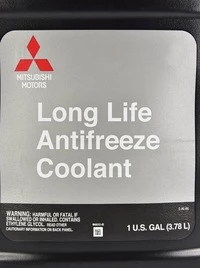 MITSUBISHI
MOTORS
Long Life
Antifreeze
Coolant
WARNING: HARMFUL OR FATAL IF
SWALLOWED OR INHALED. CONTAINS
ETHYLENE GLYCOL. READ OTHER
CAUTIONARY INFORMATION ON BACK PANEL.
1 U.S. GAL (3.78 L)